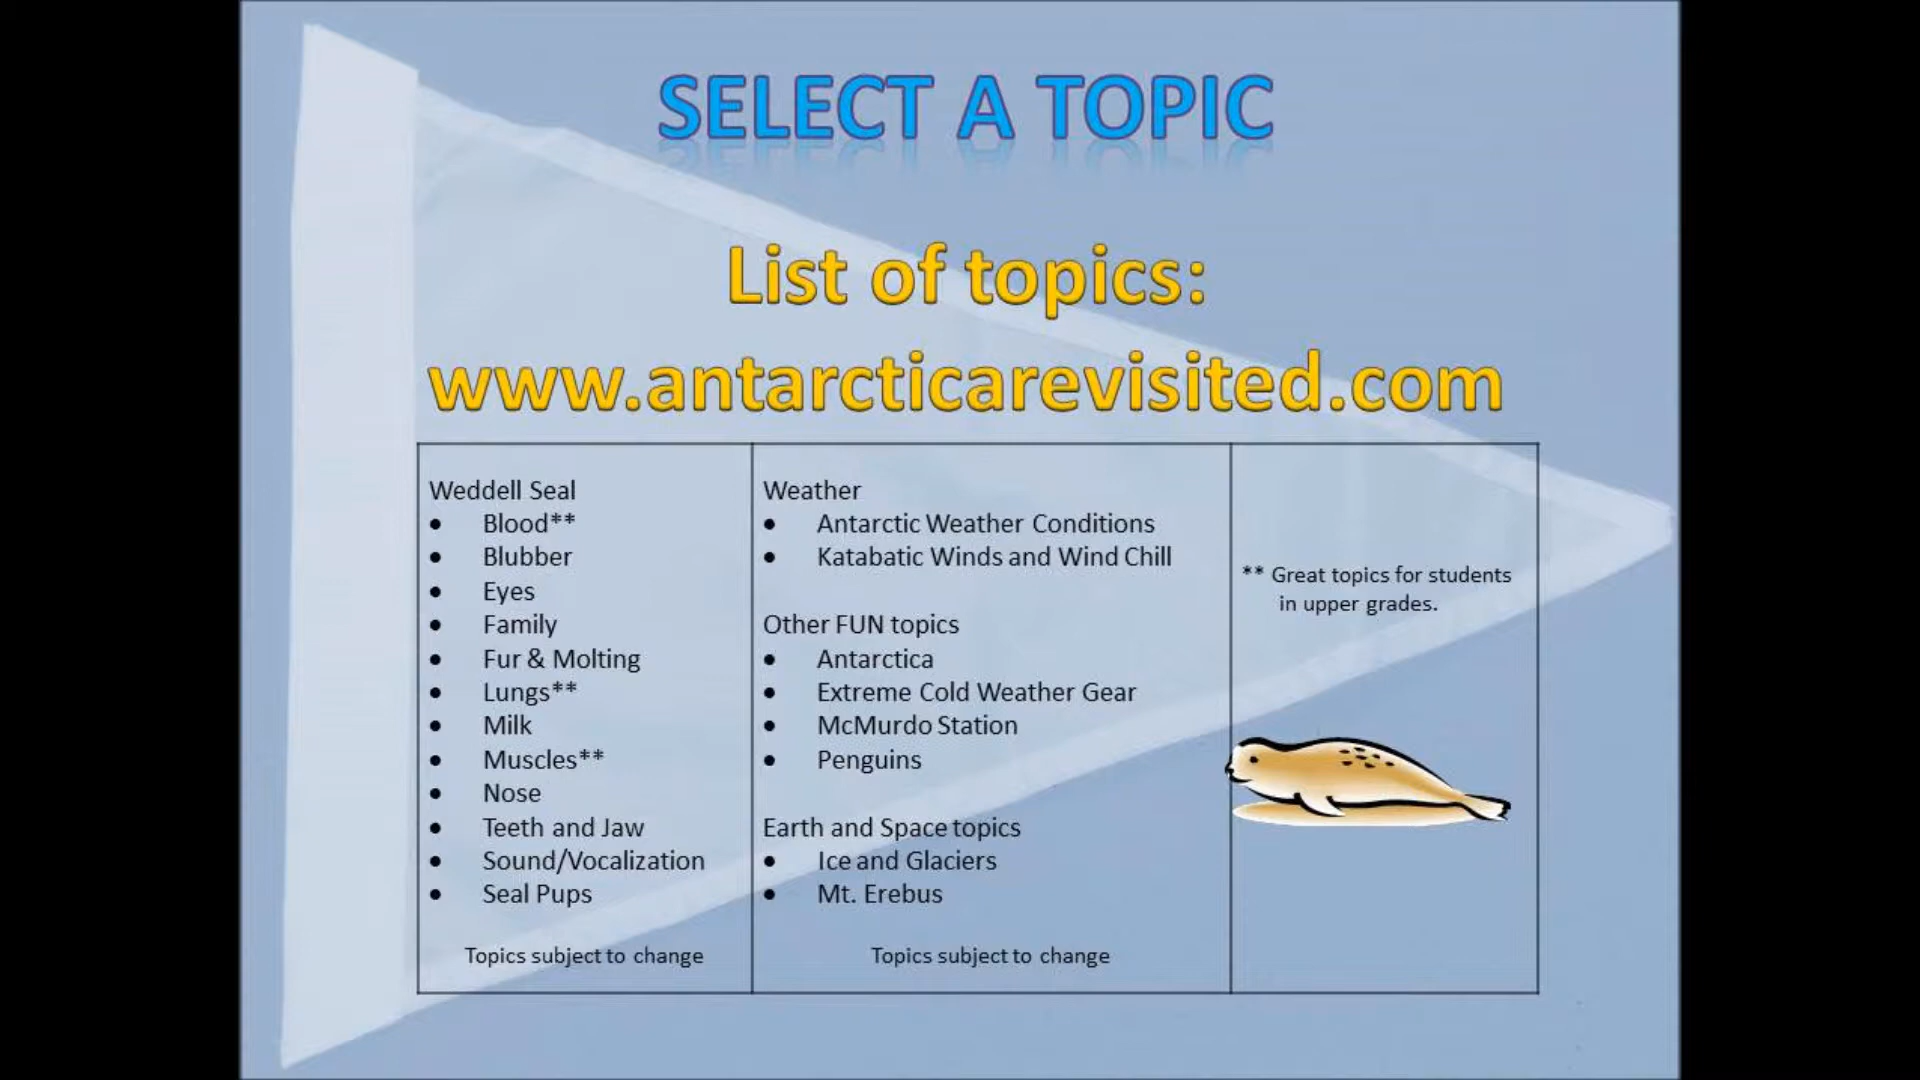 SELECT A TOPIC
List of topics:
www.antarcticarevisited.com
Weddell Seal
• Blood**
• Blubber
• Eyes
• Family
• Fur & Molting
• Lungs**
• Milk
• Muscles**
• Nose
• Teeth and Jaw
• Sound/Vocalization
• Seal Pups
Topics subject to change
Weather
• Antarctic Weather Conditions
• Katabatic Winds and Wind Chill
Other FUN topics
• Antarctica
• Extreme Cold Weather Gear
• McMurdo Station
• Penguins
Earth and Space topics
• Ice and Glaciers
• Mt. Erebus
Topics subject to change
** Great topics for students
in upper grades.